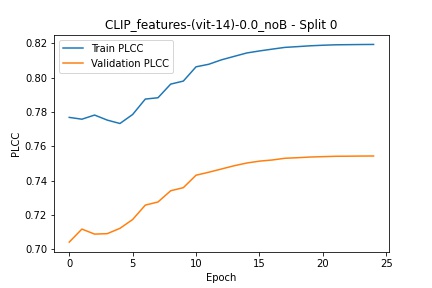 CLIP_features-(vit-14)-0.0_noB - Split 0
Train PLCC
Validation PLCC
PLCC
0.82
0.80
0.78
0.76
0.74
0.72
0.70
0 5 10 15 20 25
Epoch